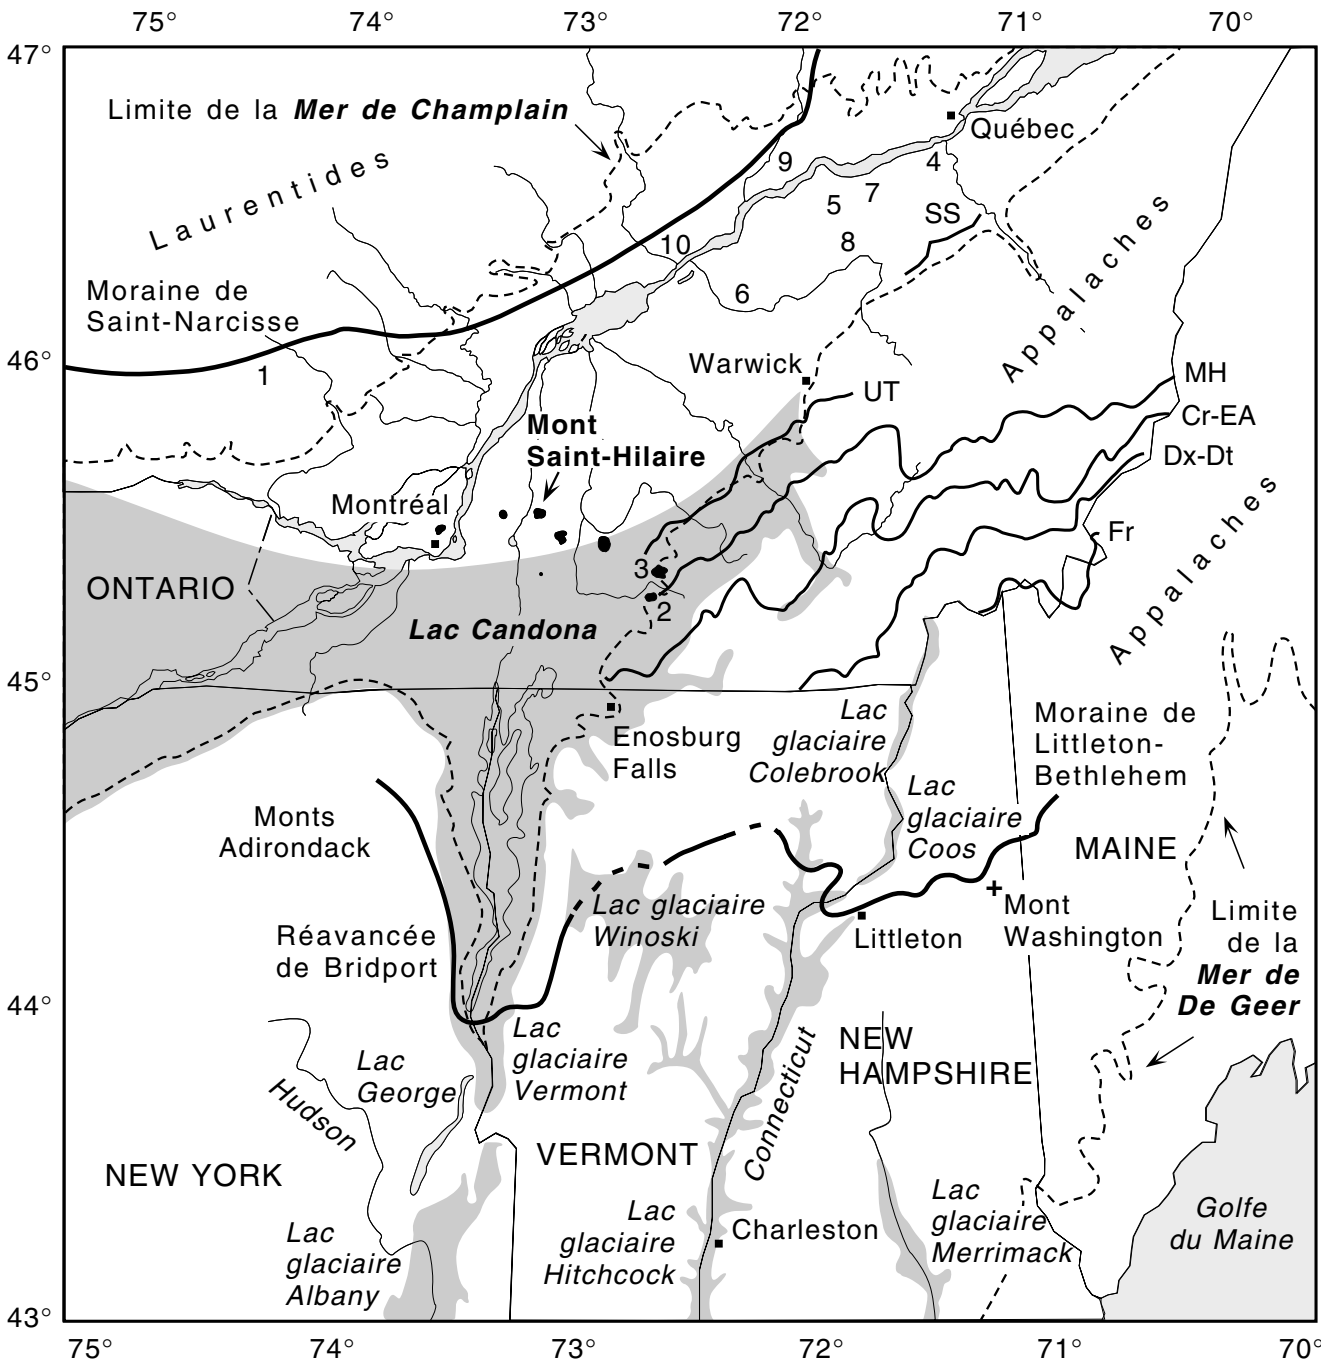 75° 74° 73° 72° 71° 70°
47°
Limite de la Mer de Champlain
Québec
Laurentides
9
4
7
5
SS
8
10
6
Appalaches
Moraine de
Saint-Narcisse
46°
1
Warwick
UT
MH
Cr-EA
Dx-Dt
Mont
Saint-Hilaire
Montréal
Fr
Appalaches
3
2
ONTARIO
Lac Candona
45°
Enosburg
Falls
Lac
glaciaire
Colebrook
Moraine de
Littleton-
Bethlehem
Lac
glaciaire
Coos
Monts
Adirondack
MAINE
Lac glaciaire
Winoski
Mont
Washington
Littleton
Limite
de la
Mer de
De Geer
Réavancée
de Bridport
44°
Lac
glaciaire
Vermont
Lac
George
Hudson
Connecticut
NEW
HAMPSHIRE
NEW YORK
VERMONT
Lac
glaciaire
Albany
Lac
glaciaire
Hitchcock
Charleston
Lac
glaciaire
Merrimack
Golfe
du Maine
43°
75° 74° 73° 72° 71° 70°